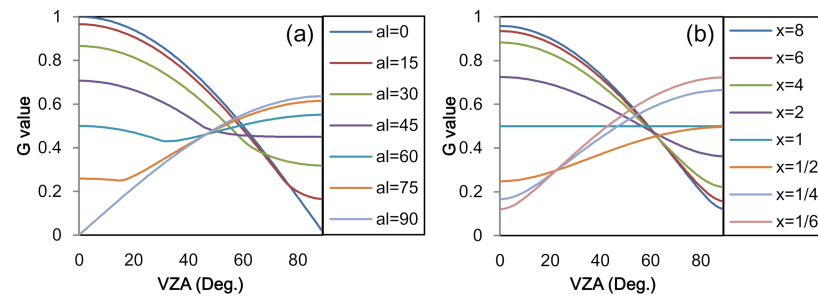 (a)
G value
1
0.8
0.6
0.4
0.2
0
0 20 40 60 80
VZA (Deg.)
al=0
al=15
al=30
al=45
al=60
al=75
al=90
(b)
G value
1
0.8
0.6
0.4
0.2
0
0 20 40 60 80
VZA (Deg.)
x=8
x=6
x=4
x=2
x=1
x=1/2
x=1/4
x=1/6